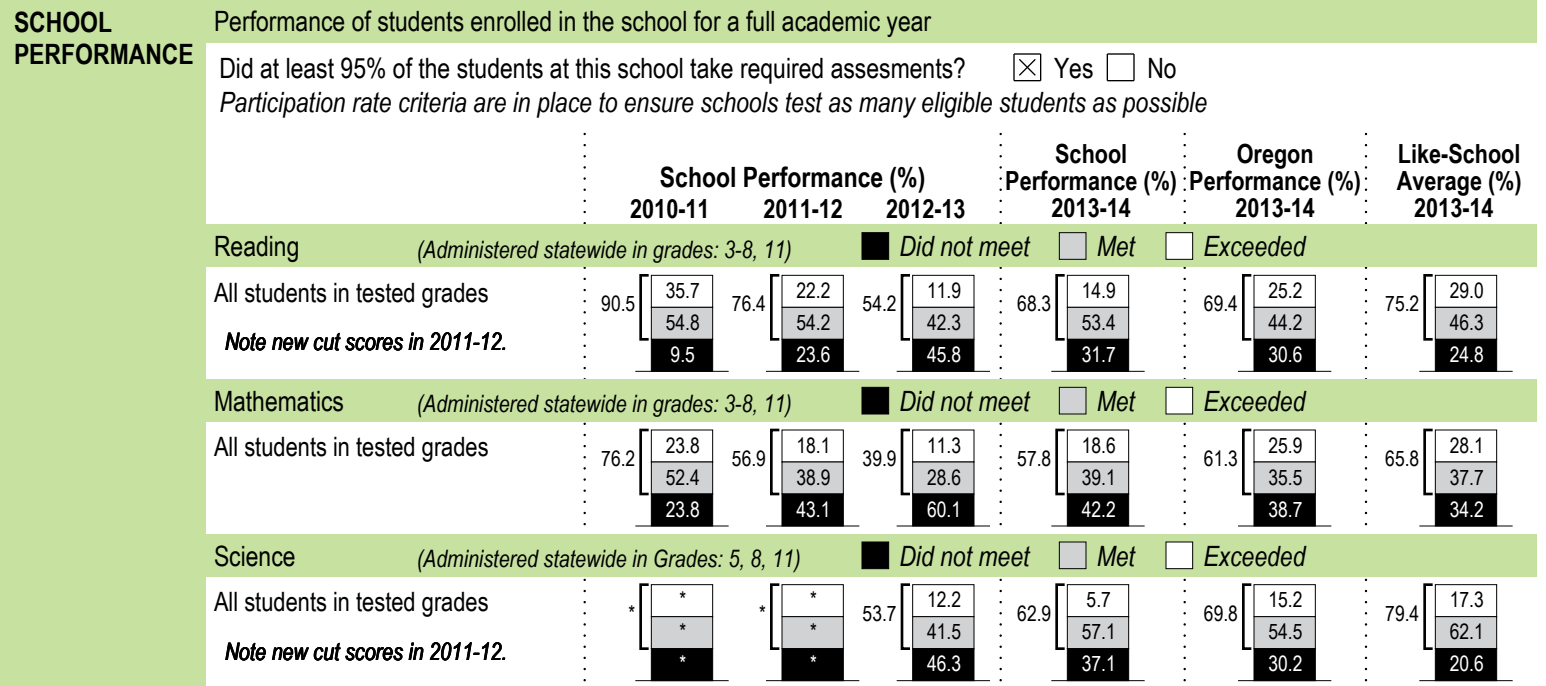 SCHOOL PERFORMANCE
Performance of students enrolled in the school for a full academic year
Did at least 95% of the students at this school take required assesments? ☒ Yes ☐ No
Participation rate criteria are in place to ensure schools test as many eligible students as possible
School Performance (%)
2010-11 2011-12 2012-13
School Performance (%) 2013-14
Oregon Performance (%) 2013-14
Like-School Average (%) 2013-14
Reading (Administered statewide in grades: 3-8, 11) Did not meet Met Exceeded
All students in tested grades
Note new cut scores in 2011-12.
90.5 35.7 54.8 9.5
76.4 22.2 54.2 23.6
54.2 11.9 42.3 45.8
68.3 14.9 53.4 31.7
69.4 25.2 44.2 30.6
75.2 29.0 46.3 24.8
Mathematics (Administered statewide in grades: 3-8, 11) Did not meet Met Exceeded
All students in tested grades
76.2 23.8 52.4 23.8
56.9 18.1 38.9 43.1
39.9 11.3 28.6 60.1
57.8 18.6 39.1 42.2
61.3 25.9 35.5 38.7
65.8 28.1 37.7 34.2
Science (Administered statewide in Grades: 5, 8, 11) Did not meet Met Exceeded
All students in tested grades
Note new cut scores in 2011-12.
* * * *
* * * *
53.7 12.2 41.5 46.3
62.9 5.7 57.1 37.1
69.8 15.2 54.5 30.2
79.4 17.3 62.1 20.6